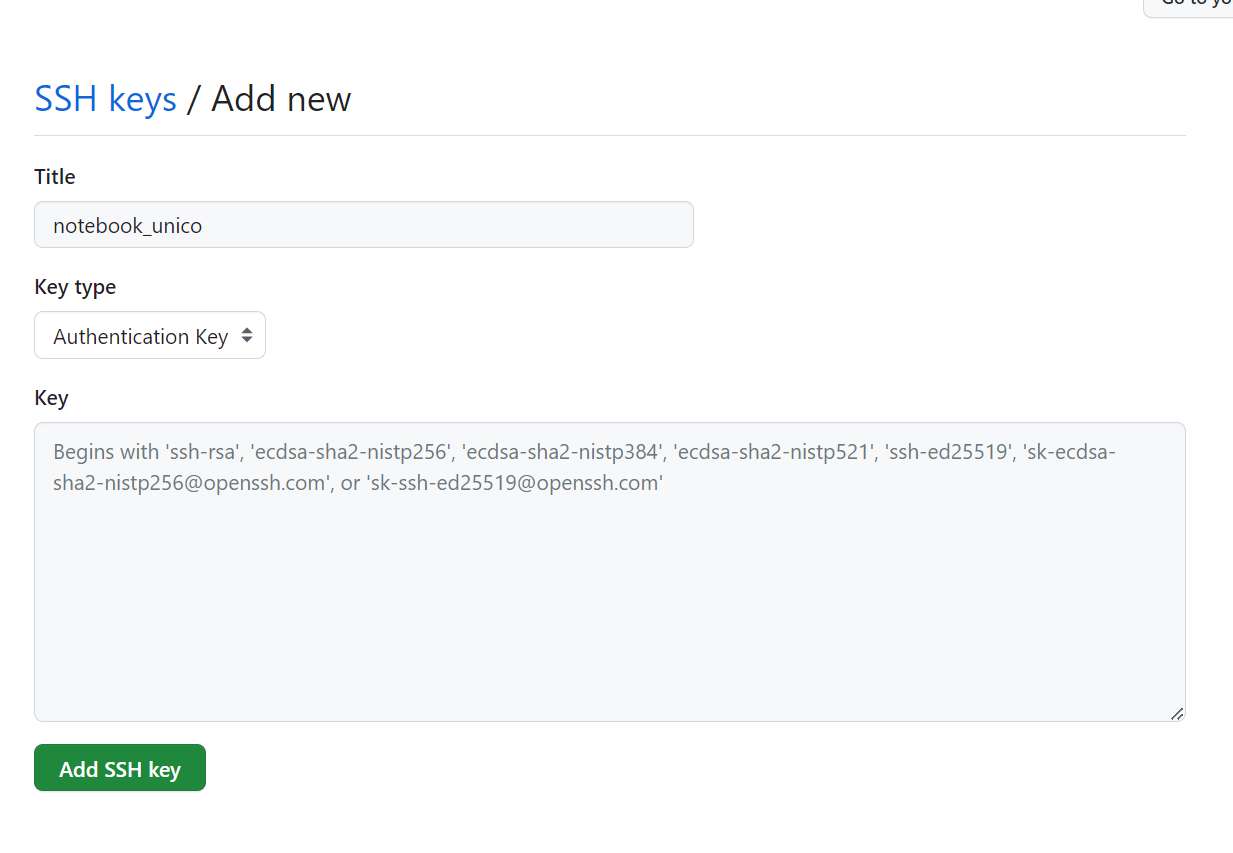 Go to yo
SSH keys / Add new
Title
notebook_unico
Key type
Authentication Key
Key
Begins with 'ssh-rsa', 'ecdsa-sha2-nistp256', 'ecdsa-sha2-nistp384', 'ecdsa-sha2-nistp521', 'ssh-ed25519', 'sk-ecdsa-
sha2-nistp256@openssh.com', or 'sk-ssh-ed25519@openssh.com'
Add SSH key